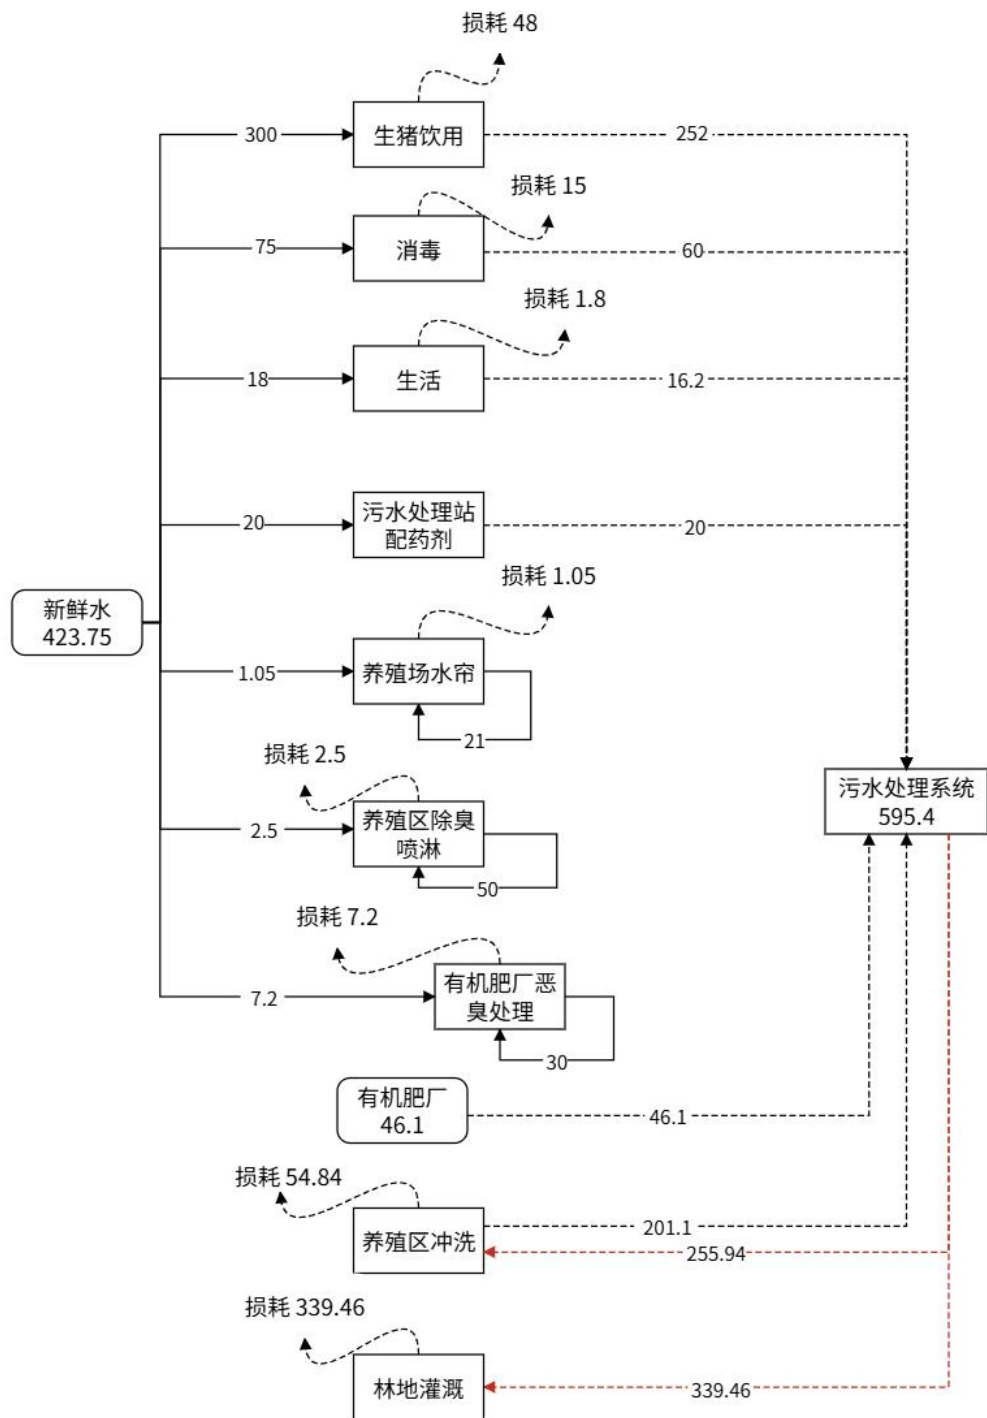 损耗 48
300
生猪饮用
252
损耗 15
75
消毒
60
损耗 1.8
18
生活
16.2
20
污水处理站
配药剂
20
新鲜水
423.75
损耗 1.05
1.05
养殖场水帘
21
损耗 2.5
2.5
养殖区除臭
喷淋
50
污水处理系统
595.4
损耗 7.2
7.2
有机肥厂恶
臭处理
30
有机肥厂
46.1
46.1
损耗 54.84
养殖区冲洗
201.1
255.94
损耗 339.46
林地灌溉
339.46